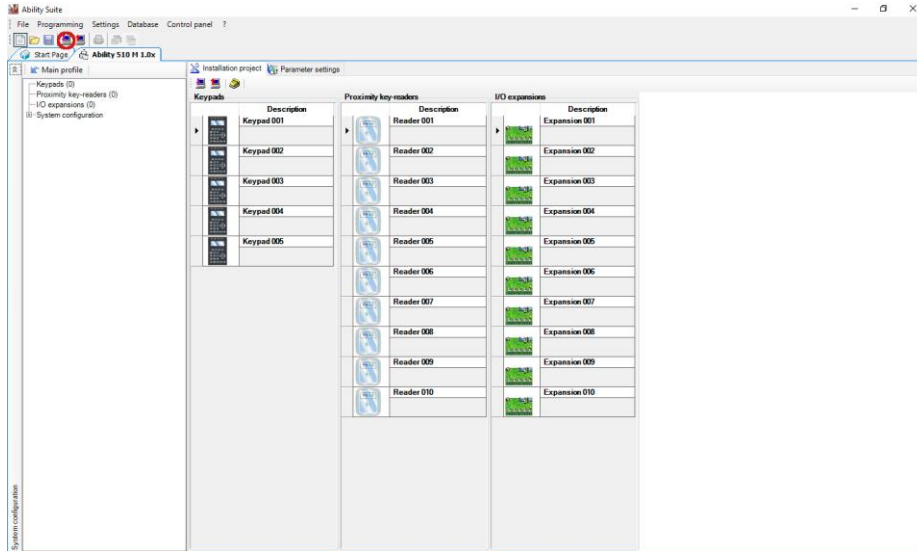 Ability Suite
File Programming Settings Database Control panel ?
Start Page Ability 510 M 1.0x
Main profile
Installation project Parameter settings
Keypads (0)
Proximity key-readers (0)
I/O expansions (0)
System configuration
Keypads Proximity key-readers I/O expansions
Description Description Description
Keypad 001 Reader 001 Expansion 001
Keypad 002 Reader 002 Expansion 002
Keypad 003 Reader 003 Expansion 003
Keypad 004 Reader 004 Expansion 004
Keypad 005 Reader 005 Expansion 005
Reader 006 Expansion 006
Reader 007 Expansion 007
Reader 008 Expansion 008
Reader 009 Expansion 009
Reader 010 Expansion 010
System configuration